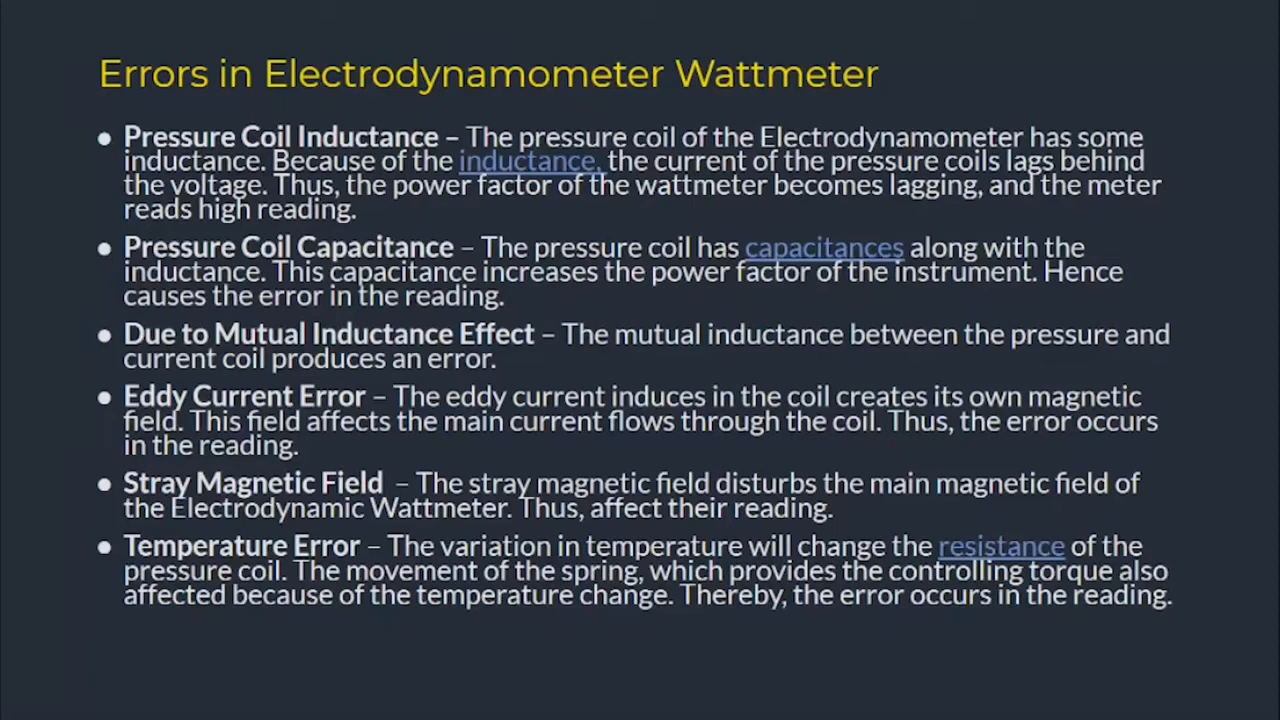 Errors in Electrodynamometer Wattmeter
● Pressure Coil Inductance – The pressure coil of the Electrodynamometer has some
inductance. Because of the inductance, the current of the pressure coils lags behind
the voltage. Thus, the power factor of the wattmeter becomes lagging, and the meter
reads high reading.
● Pressure Coil Capacitance – The pressure coil has capacitances along with the
inductance. This capacitance increases the power factor of the instrument. Hence
causes the error in the reading.
● Due to Mutual Inductance Effect – The mutual inductance between the pressure and
current coil produces an error.
● Eddy Current Error – The eddy current induces in the coil creates its own magnetic
field. This field affects the main current flows through the coil. Thus, the error occurs
in the reading.
● Stray Magnetic Field – The stray magnetic field disturbs the main magnetic field of
the Electrodynamic Wattmeter. Thus, affect their reading.
● Temperature Error – The variation in temperature will change the resistance of the
pressure coil. The movement of the spring, which provides the controlling torque also
affected because of the temperature change. Thereby, the error occurs in the reading.